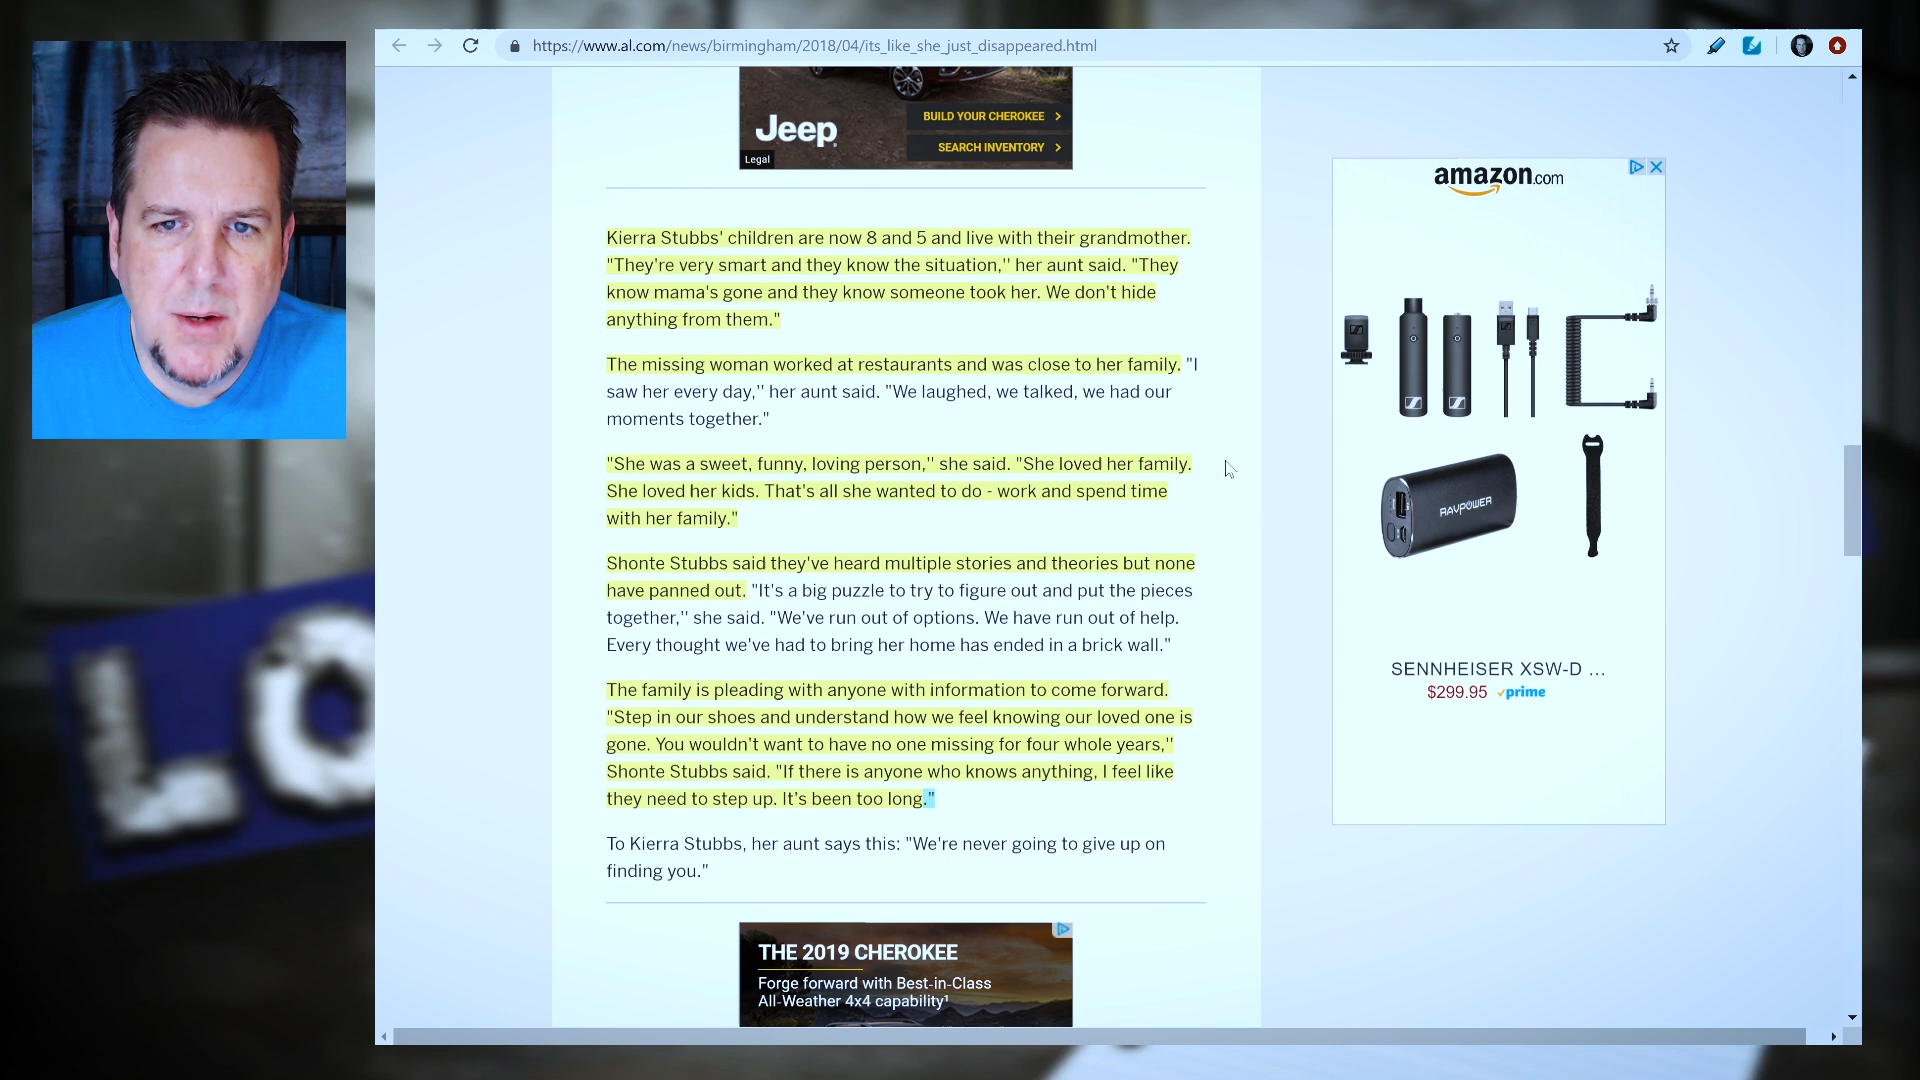 https://www.al.com/news/birmingham/2018/04/its_like_she_just_disappeared.html
BUILD YOUR CHEROKEE >
Jeep
SEARCH INVENTORY >
Legal
amazon.com
Kierra Stubbs' children are now 8 and 5 and live with their grandmother.
"They're very smart and they know the situation,'' her aunt said. "They
know mama's gone and they know someone took her. We don't hide
anything from them."
The missing woman worked at restaurants and was close to her family. "I
saw her every day,'' her aunt said. "We laughed, we talked, we had our
moments together."
"She was a sweet, funny, loving person,'' she said. "She loved her family.
She loved her kids. That's all she wanted to do - work and spend time
with her family."
Shonte Stubbs said they've heard multiple stories and theories but none
have panned out. "It's a big puzzle to try to figure out and put the pieces
together,'' she said. "We've run out of options. We have run out of help.
Every thought we've had to bring her home has ended in a brick wall."
The family is pleading with anyone with information to come forward.
"Step in our shoes and understand how we feel knowing our loved one is
gone. You wouldn't want to have no one missing for four whole years,''
Shonte Stubbs said. "If there is anyone who knows anything, I feel like
they need to step up. It's been too long."
To Kierra Stubbs, her aunt says this: "We're never going to give up on
finding you."
RAVPOWER
SENNHEISER XSW-D ...
$299.95 prime
THE 2019 CHEROKEE
Forge forward with Best-in-Class
All-Weather 4x4 capability¹
LO